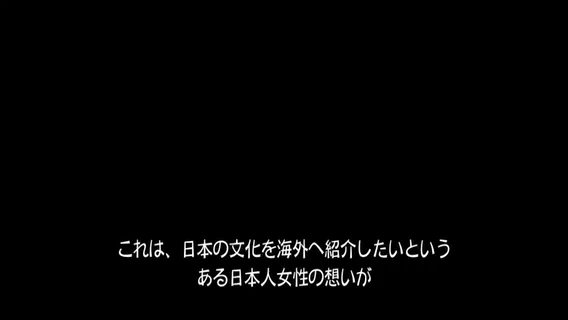 これは、日本の文化を海外へ紹介したいという
ある日本人女性の想いが